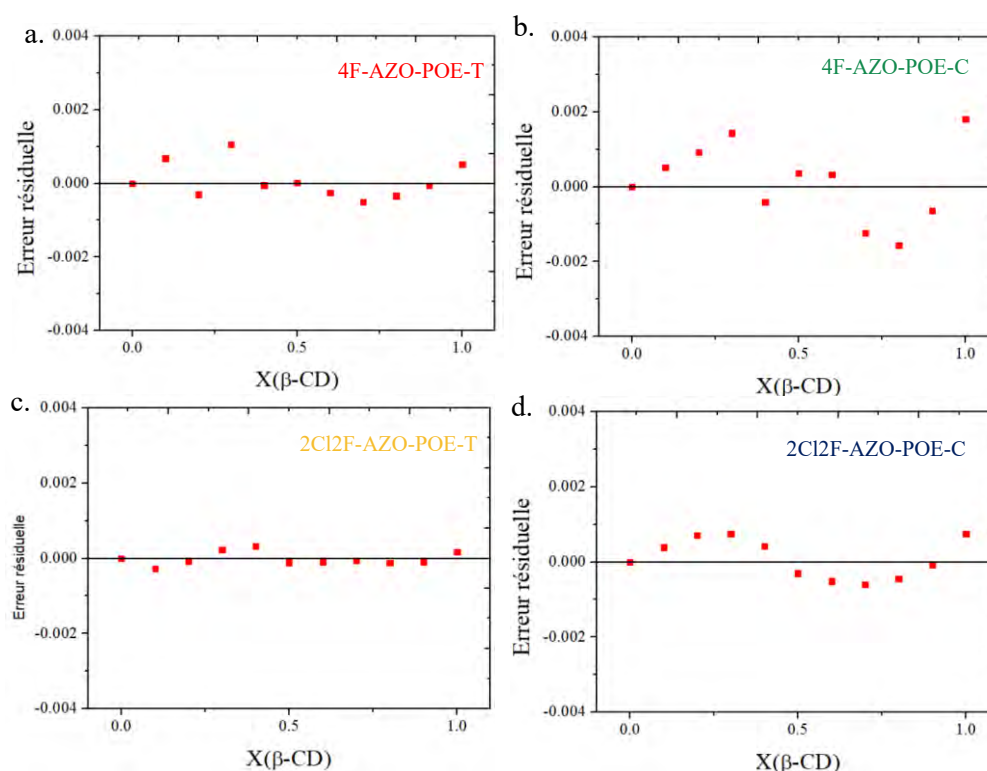 a.
4F-AZO-POE-T
Erreur résiduelle
0.004
0.002
0.000
-0.002
-0.004
0.0
0.5
1.0
X(β-CD)
b.
4F-AZO-POE-C
Erreur résiduelle
0.004
0.002
0.000
-0.002
-0.004
0.0
0.5
1.0
X(β-CD)
c.
2Cl2F-AZO-POE-T
Erreur résiduelle
0.004
0.002
0.000
-0.002
-0.004
0.0
0.5
1.0
X(β-CD)
d.
2Cl2F-AZO-POE-C
Erreur résiduelle
0.004
0.002
0.000
-0.002
-0.004
0.0
0.5
1.0
X(β-CD)